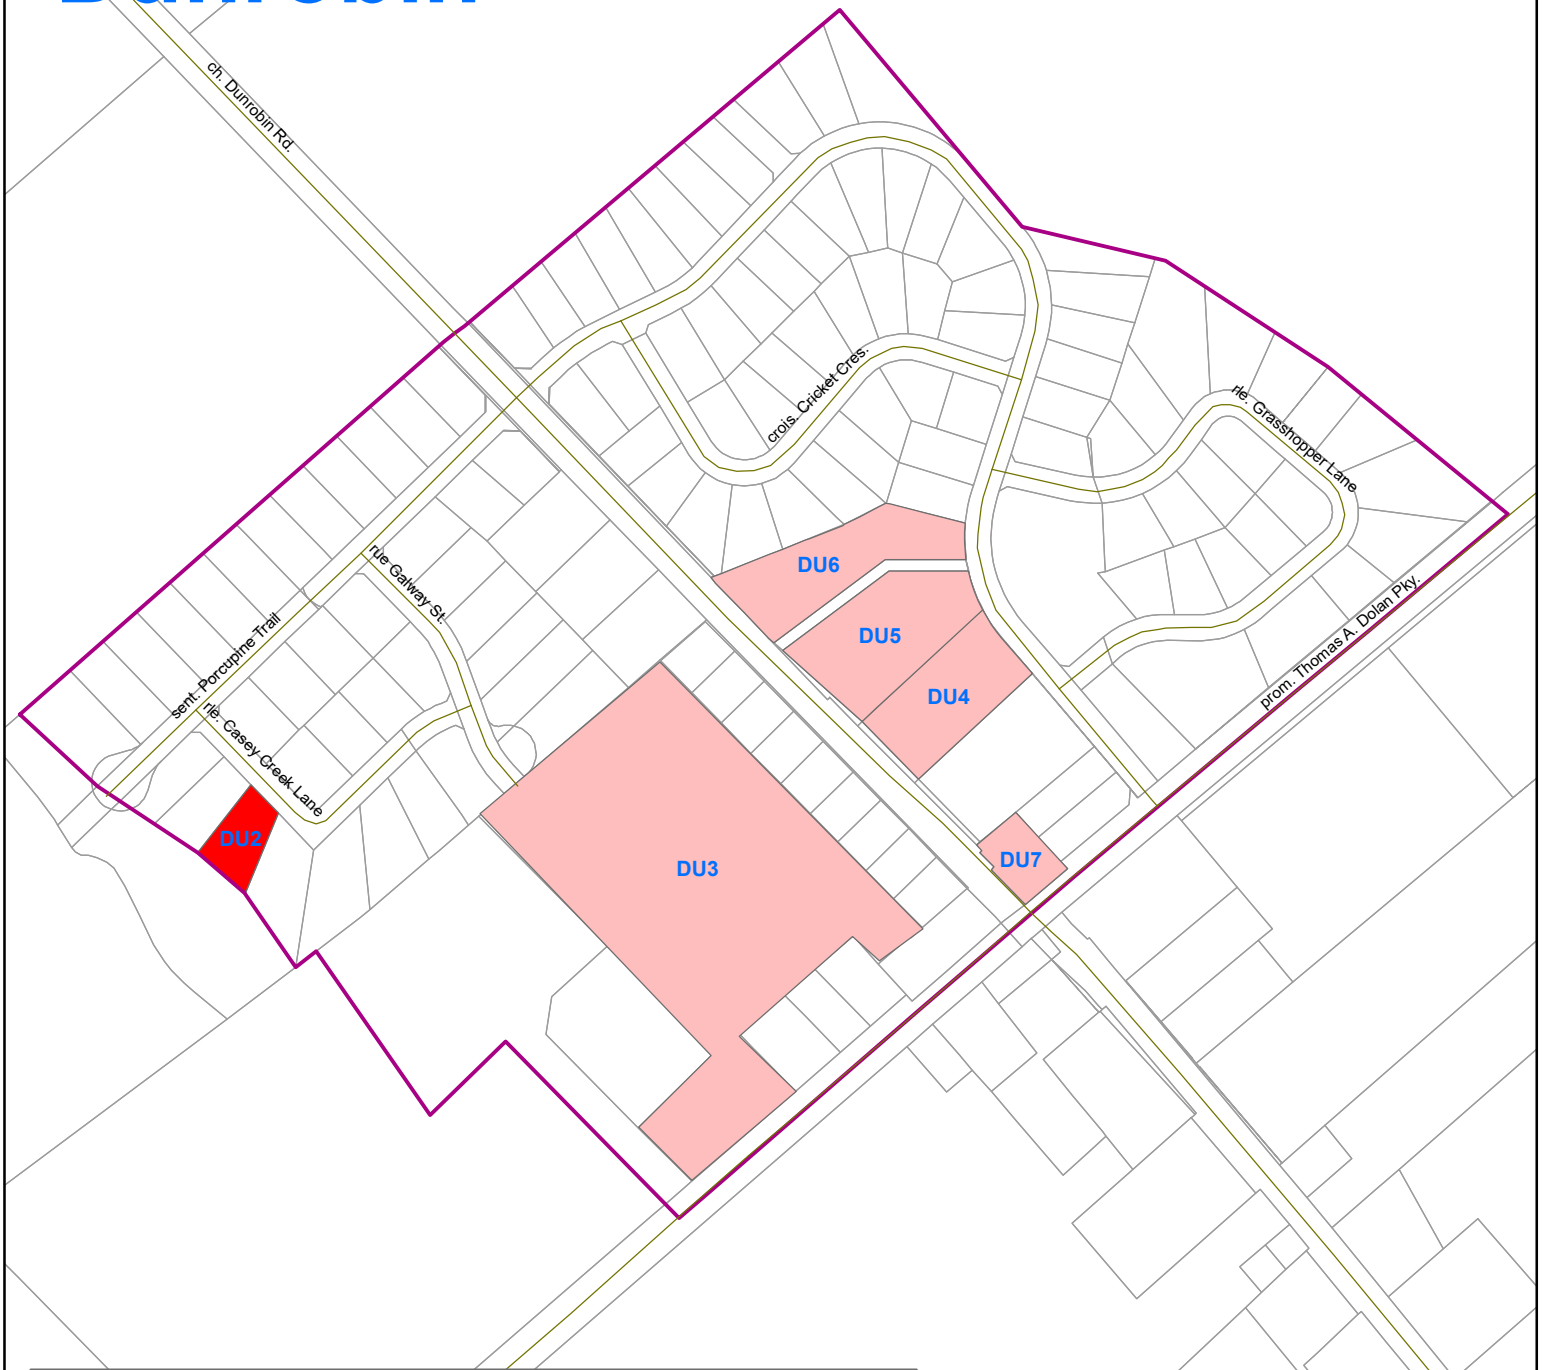 Dunrobin
ch. Dunrobin Rd.
crois. Cricket Cres.
rle. Grasshopper Lane
rue Galway St.
DU6
sent. Porcupine Trail
DU5
prom. Thomas A. Dolan Pky.
DU4
rle. Casey Creek Lane
DU2
DU7
DU3